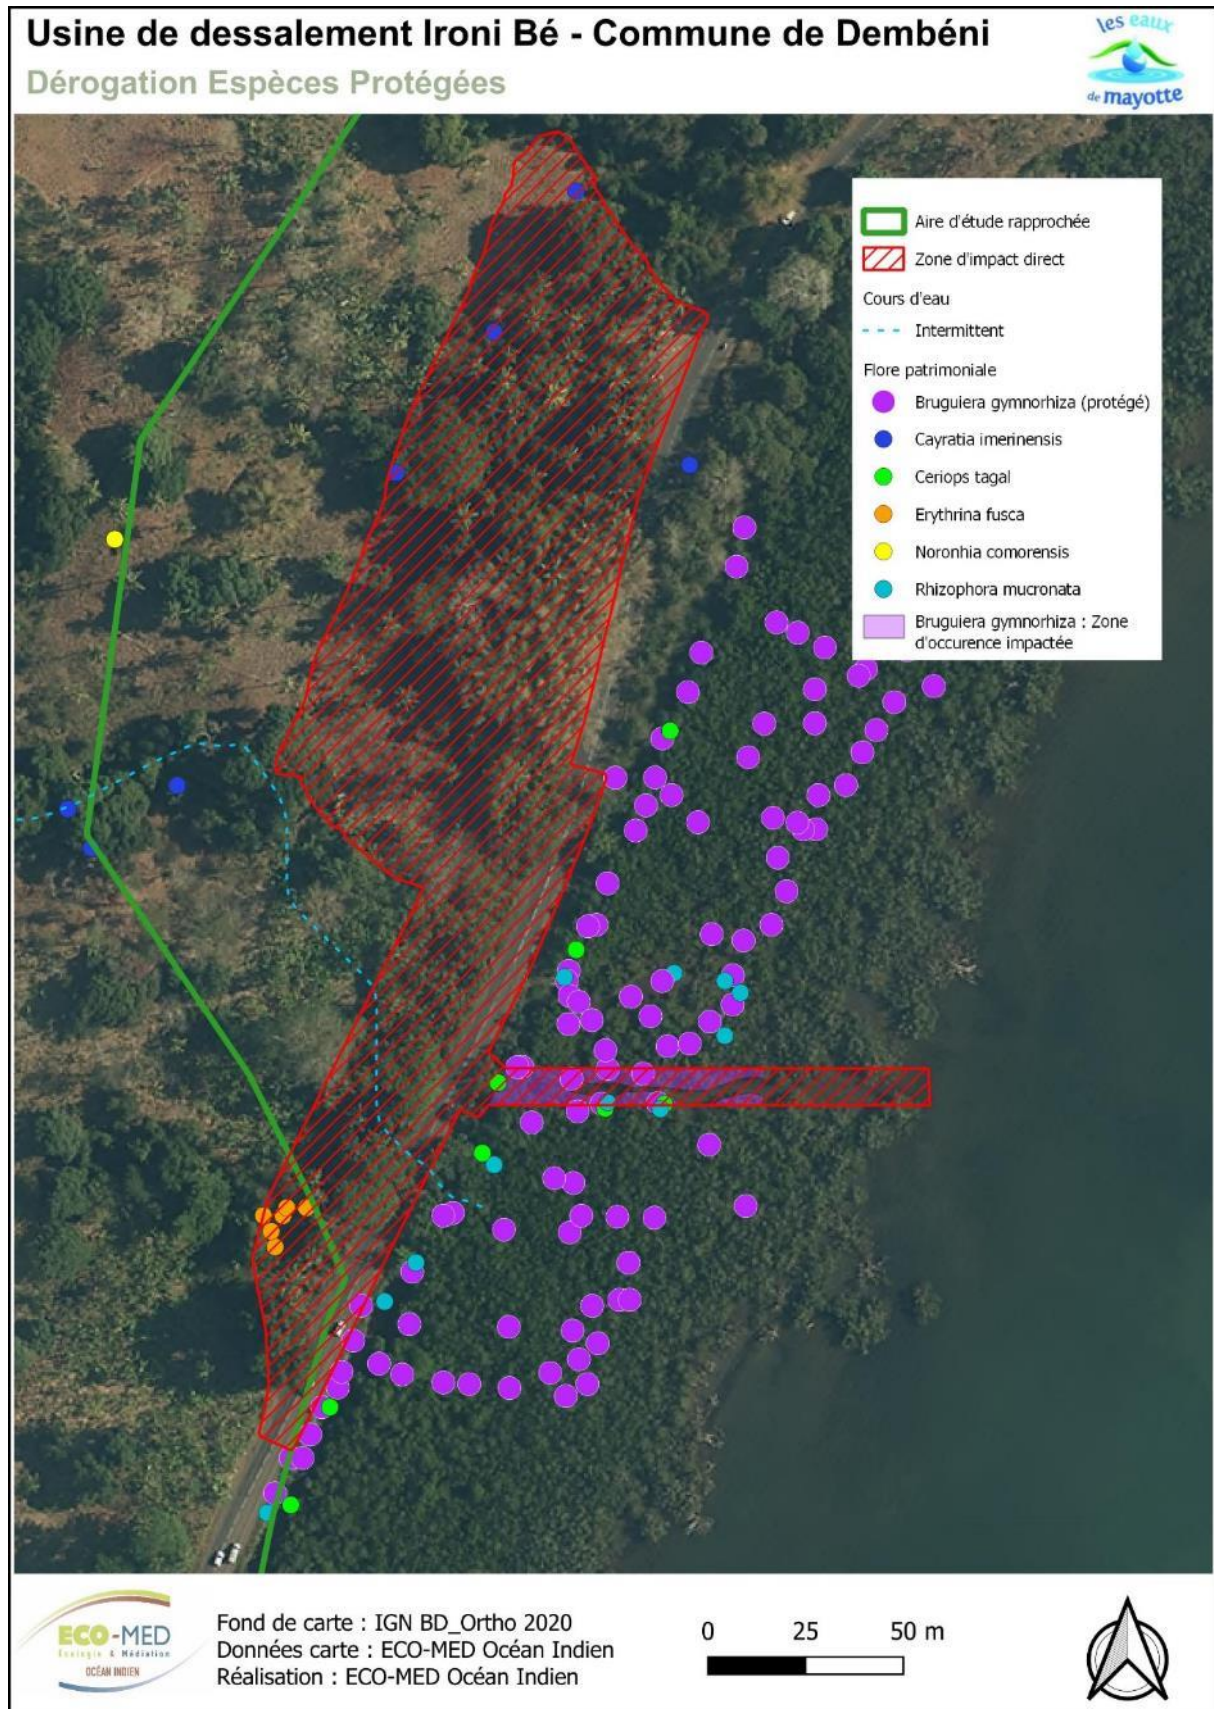 Usine de dessalement Ironi Bé - Commune de Dembéni
Dérogation Espèces Protégées
les eaux
de mayotte
Aire d'étude rapprochée
Zone d'impact direct
Cours d'eau
Intermittent
Flore patrimoniale
Bruguiera gymnorhiza (protégé)
Cayratia imerinensis
Ceriops tagal
Erythrina fusca
Noronhia comorensis
Rhizophora mucronata
Bruguiera gymnorhiza : Zone
d'occurence impactée
ECO-MED
Ecologie & Médiation
OCÉAN INDIEN
Fond de carte : IGN BD_Ortho 2020
Données carte : ECO-MED Océan Indien
Réalisation : ECO-MED Océan Indien
0 25 50 m